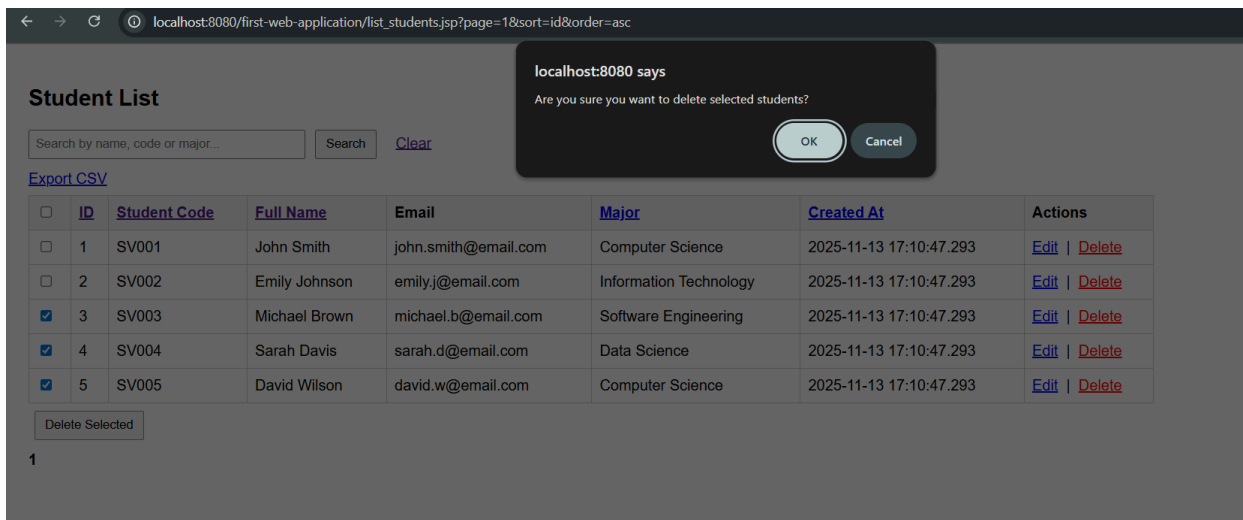 localhost:8080/first-web-application/list_students.jsp?page=1&sort=id&order=asc
localhost:8080 says
Are you sure you want to delete selected students?
OK Cancel
Student List
Search by name, code or major... Search Clear
Export CSV
ID Student Code Full Name Email Major Created At Actions
1 SV001 John Smith john.smith@email.com Computer Science 2025-11-13 17:10:47.293 Edit | Delete
2 SV002 Emily Johnson emily.j@email.com Information Technology 2025-11-13 17:10:47.293 Edit | Delete
3 SV003 Michael Brown michael.b@email.com Software Engineering 2025-11-13 17:10:47.293 Edit | Delete
4 SV004 Sarah Davis sarah.d@email.com Data Science 2025-11-13 17:10:47.293 Edit | Delete
5 SV005 David Wilson david.w@email.com Computer Science 2025-11-13 17:10:47.293 Edit | Delete
Delete Selected
1